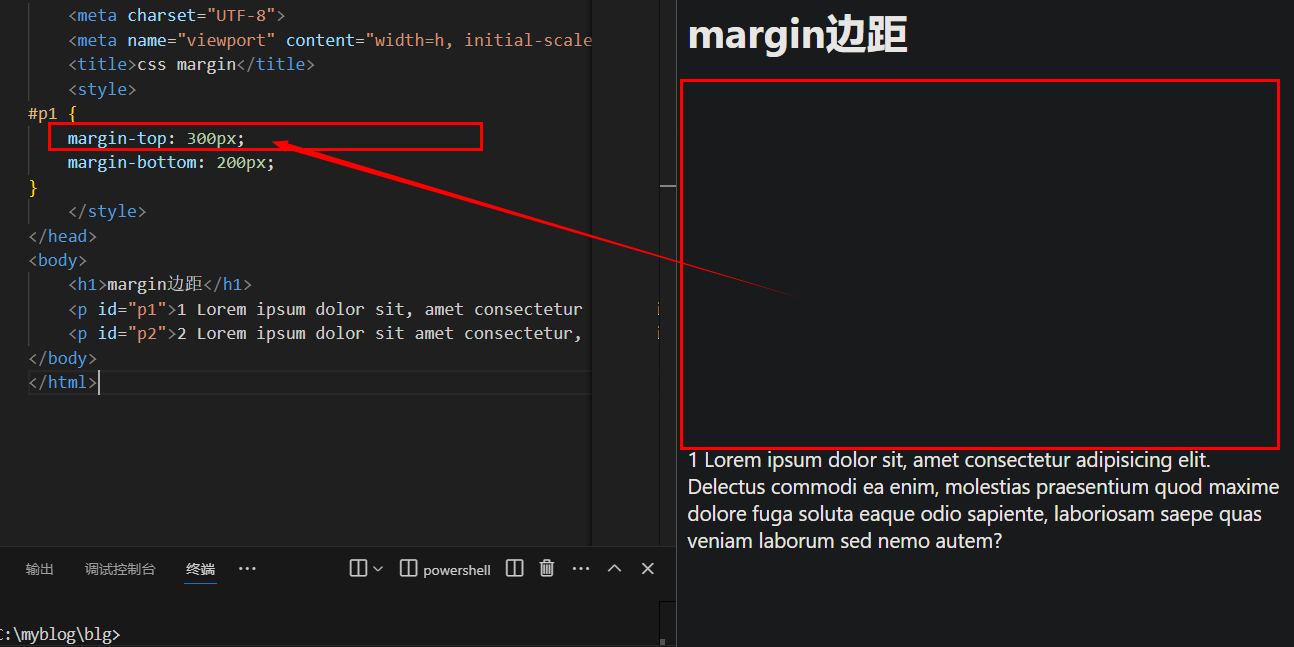 <meta charset="UTF-8">
<meta name="viewport" content="width=h, initial-scale
<title>css margin</title>
<style>
#p1 {
margin-top: 300px;
margin-bottom: 200px;
}
</style>
</head>
<body>
<h1>margin边距</h1>
<p id="p1">1 Lorem ipsum dolor sit, amet consectetur
<p id="p2">2 Lorem ipsum dolor sit amet consectetur,
</body>
</html>
输出 调试控制台 终端 ... powershell ...
:\myblog\blg>
margin边距
1 Lorem ipsum dolor sit, amet consectetur adipisicing elit.
Delectus commodi ea enim, molestias praesentium quod maxime
dolore fuga soluta eaque odio sapiente, laboriosam saepe quas
veniam laborum sed nemo autem?